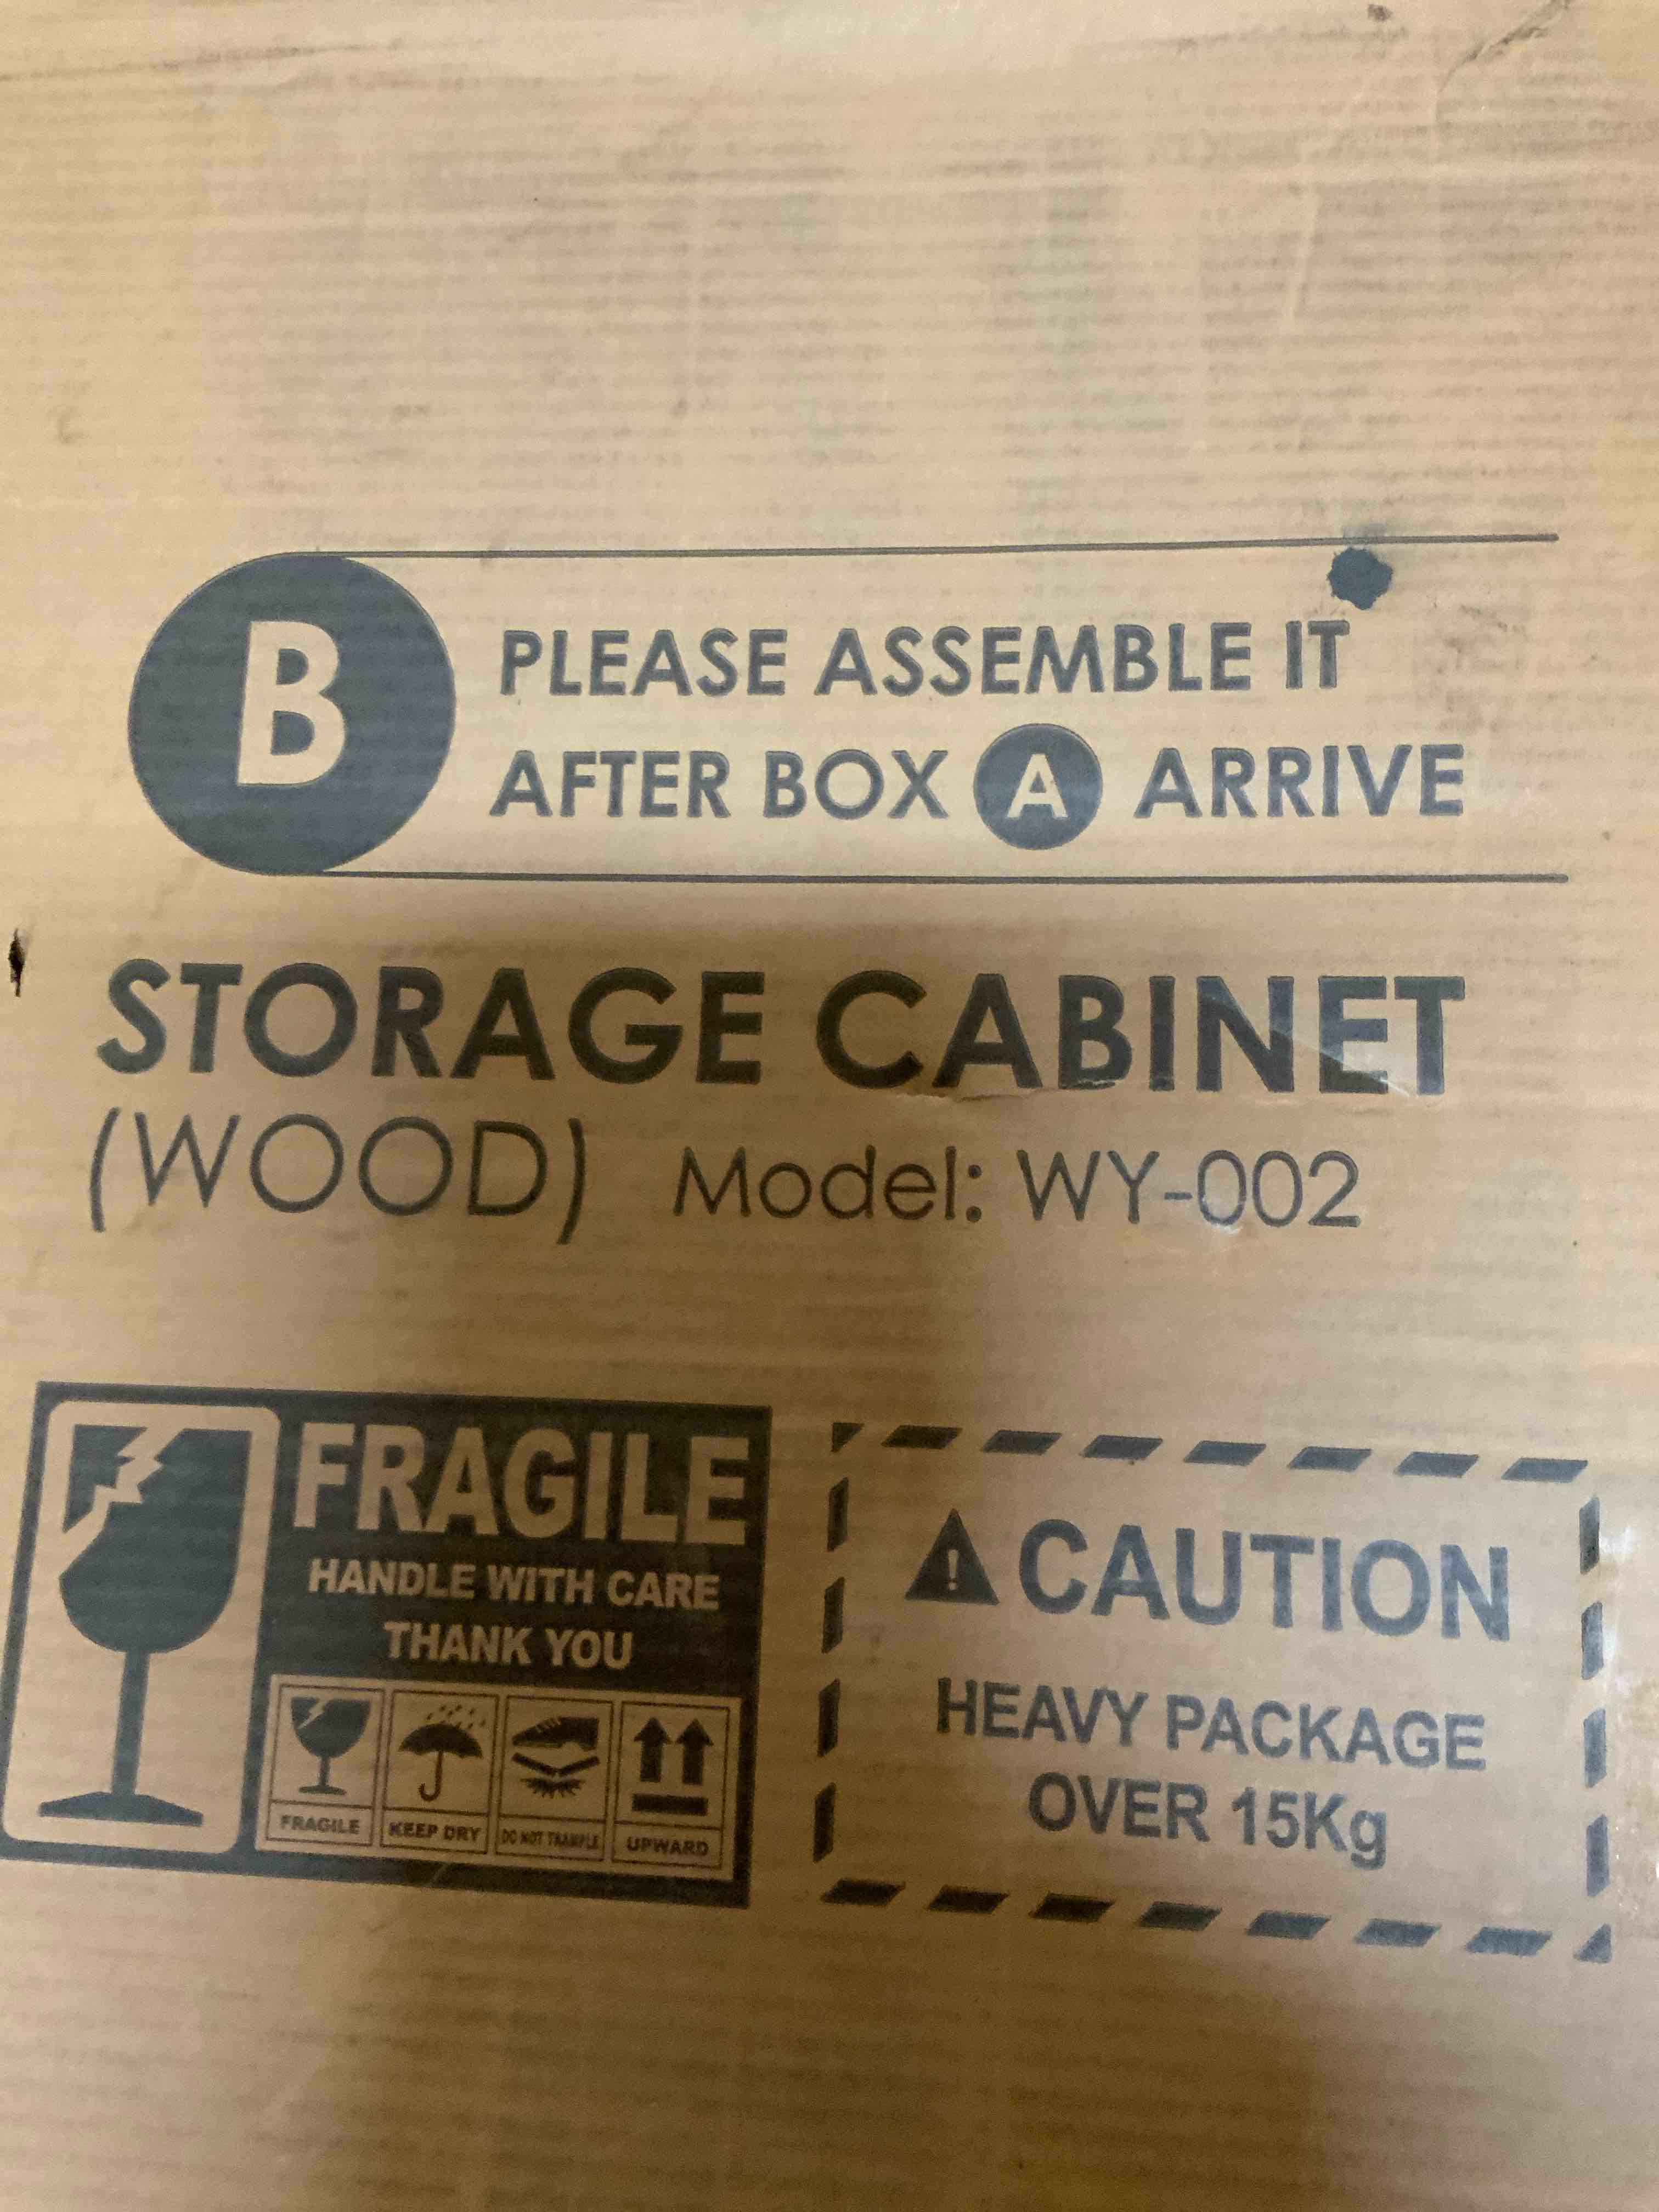 B
PLEASE ASSEMBLE IT
AFTER BOX A ARRIVE
STORAGE CABINET
(WOOD) Model: WY-002
FRAGILE
HANDLE WITH CARE
THANK YOU
FRAGILE KEEP DRY DO NOT TRAMPLE UPWARD
! CAUTION
HEAVY PACKAGE
OVER 15Kg